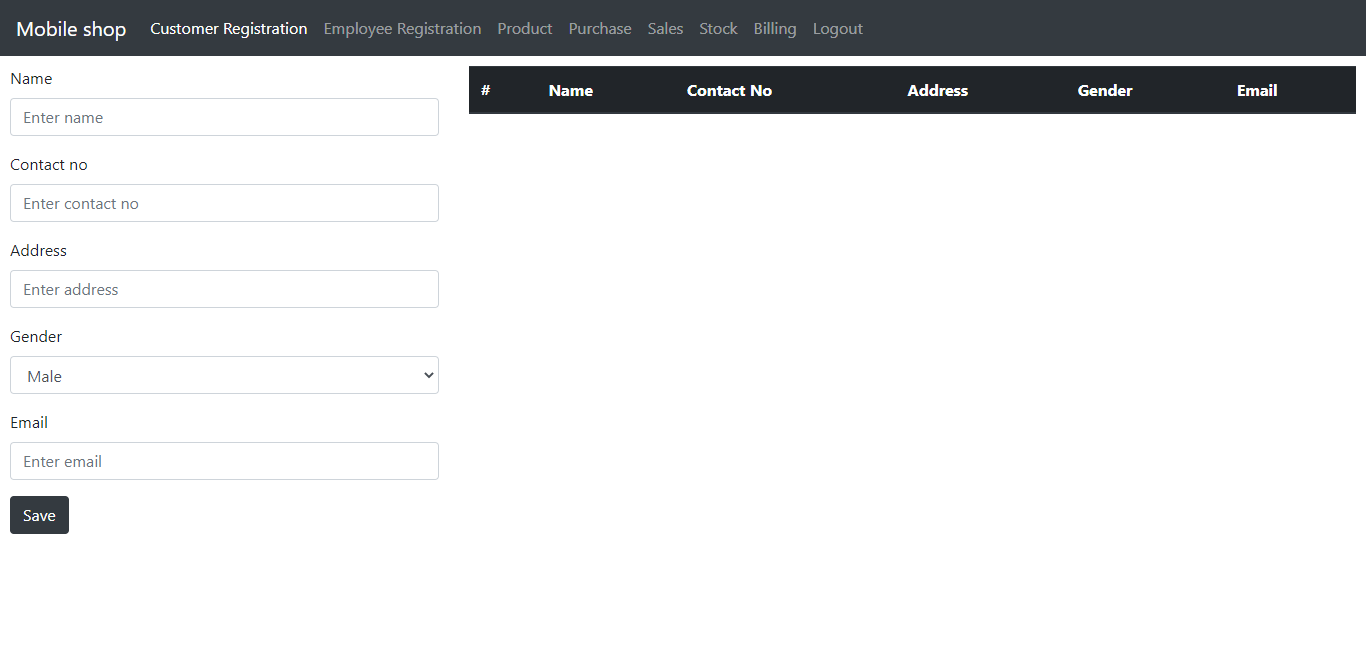 Mobile shop Customer Registration Employee Registration Product Purchase Sales Stock Billing Logout
Name
Enter name
Contact no
Enter contact no
Address
Enter address
Gender
Male
Email
Enter email
Save
# Name Contact No Address Gender Email